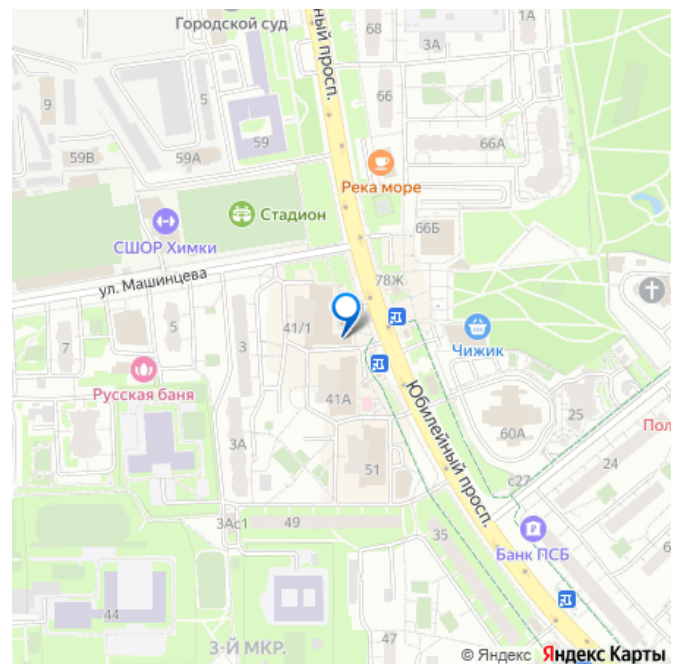 Городской суд
68
3А
ный просп.
66
9
5
59
59В
59А
66А
Река море
Стадион
СШОР Химки
66Б
ул. Машинцева
78Ж
41/1
5
3
7
Чижик
Русская баня
41А
Юбилейный просп.
25
60А
Пол
3А
51
24
с27
3Ас1
49
35
Банк ПСБ
6
44
3-Й МКР.
47
© Яндекс Яндекс Карты